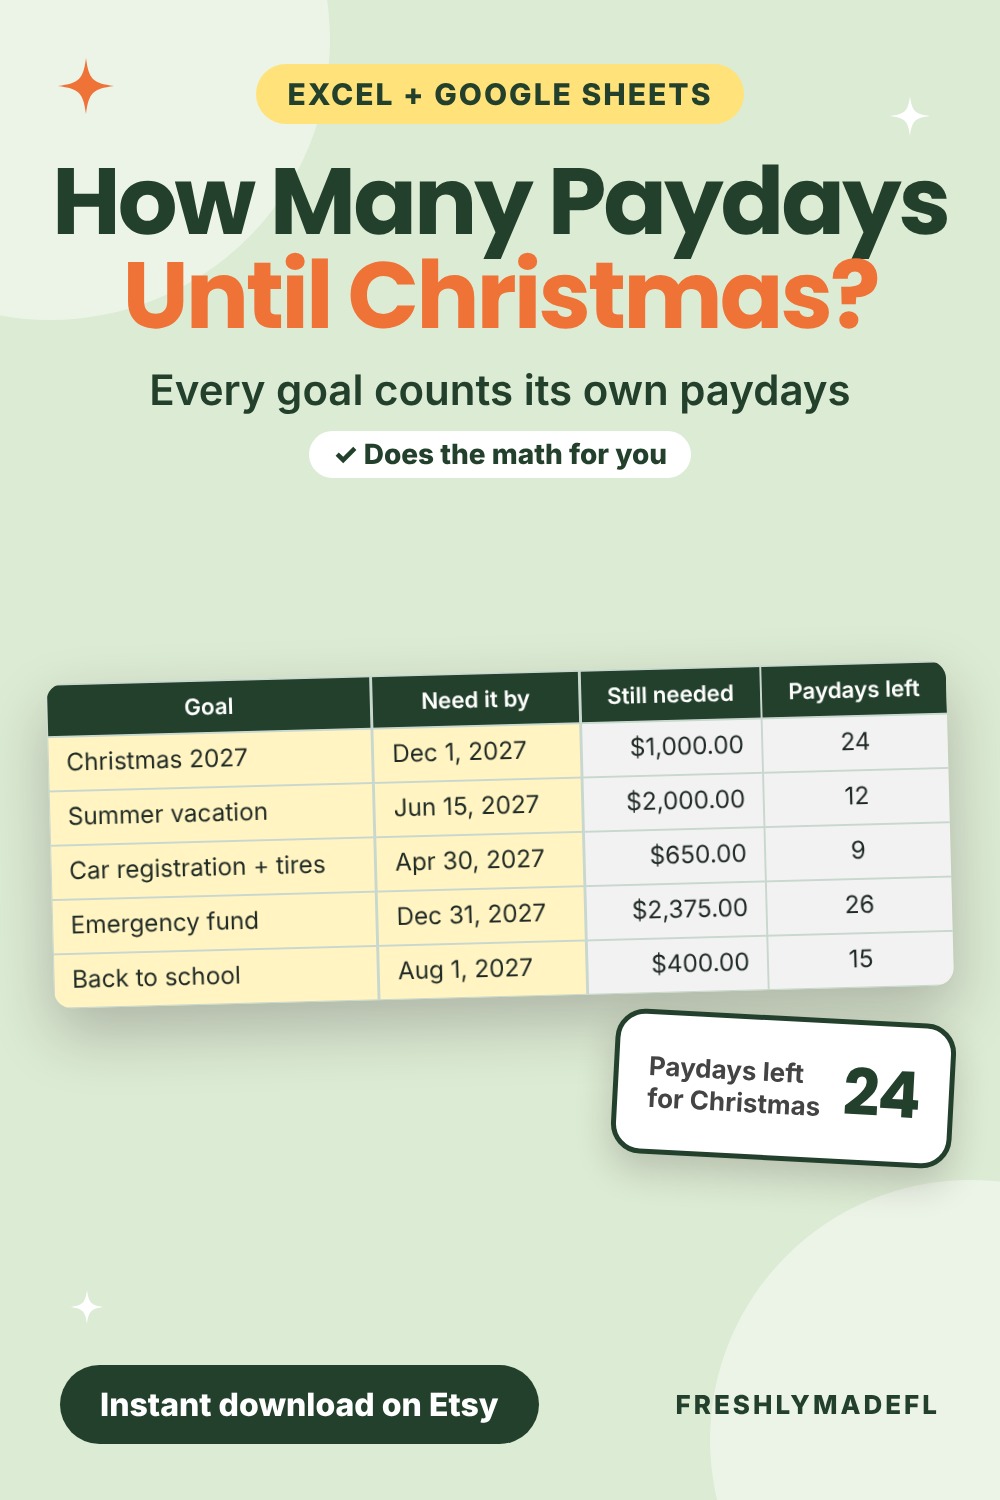 EXCEL + GOOGLE SHEETS
How Many Paydays
Until Christmas?
Every goal counts its own paydays
✓ Does the math for you
Goal Need it by Still needed Paydays left
Christmas 2027 Dec 1, 2027 $1,000.00 24
Summer vacation Jun 15, 2027 $2,000.00 12
Car registration + tires Apr 30, 2027 $650.00 9
Emergency fund Dec 31, 2027 $2,375.00 26
Back to school Aug 1, 2027 $400.00 15
Paydays left
for Christmas 24
Instant download on Etsy
FRESHLYMADEFL